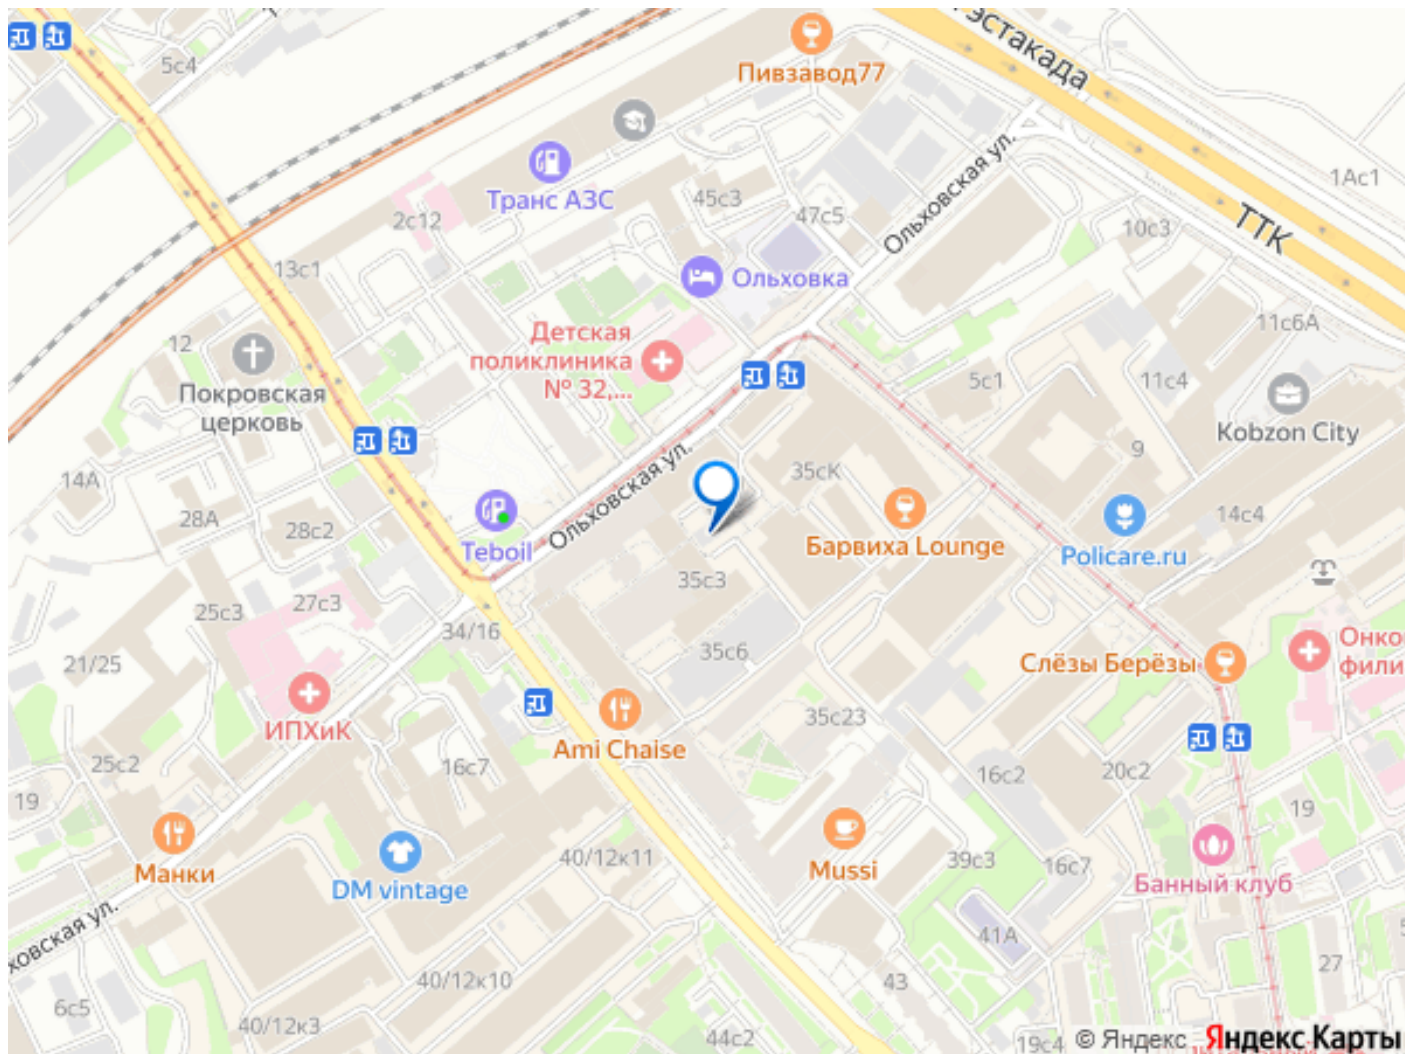 5с4
Пивзавод77
эстакада
Транс АЗС
2с12
45с3
47с5
Ольховская ул.
1Ас1
ТТК
10с3
13с1
Ольховка
11с6А
12
Детская
поликлиника
№ 32,...
Покровская
церковь
5с1
11с4
Kobzon City
9
14А
28А
28с2
35сК
Ольховская ул.
14с4
Teboil
Барвиха Lounge
Policare.ru
35с3
25с3
27с3
34/16
35с6
21/25
Слёзы Берёзы
Онко
фили
ИПХиК
35с23
Ami Chaise
25с2
16с7
16с2
20с2
19
19
Манки
DM vintage
40/12к11
Mussi
39с3
16с7
Банный клуб
ховская ул.
41А
27
40/12к10
43
6с5
40/12к3
44с2
19с4
© Яндекс Яндекс Карты